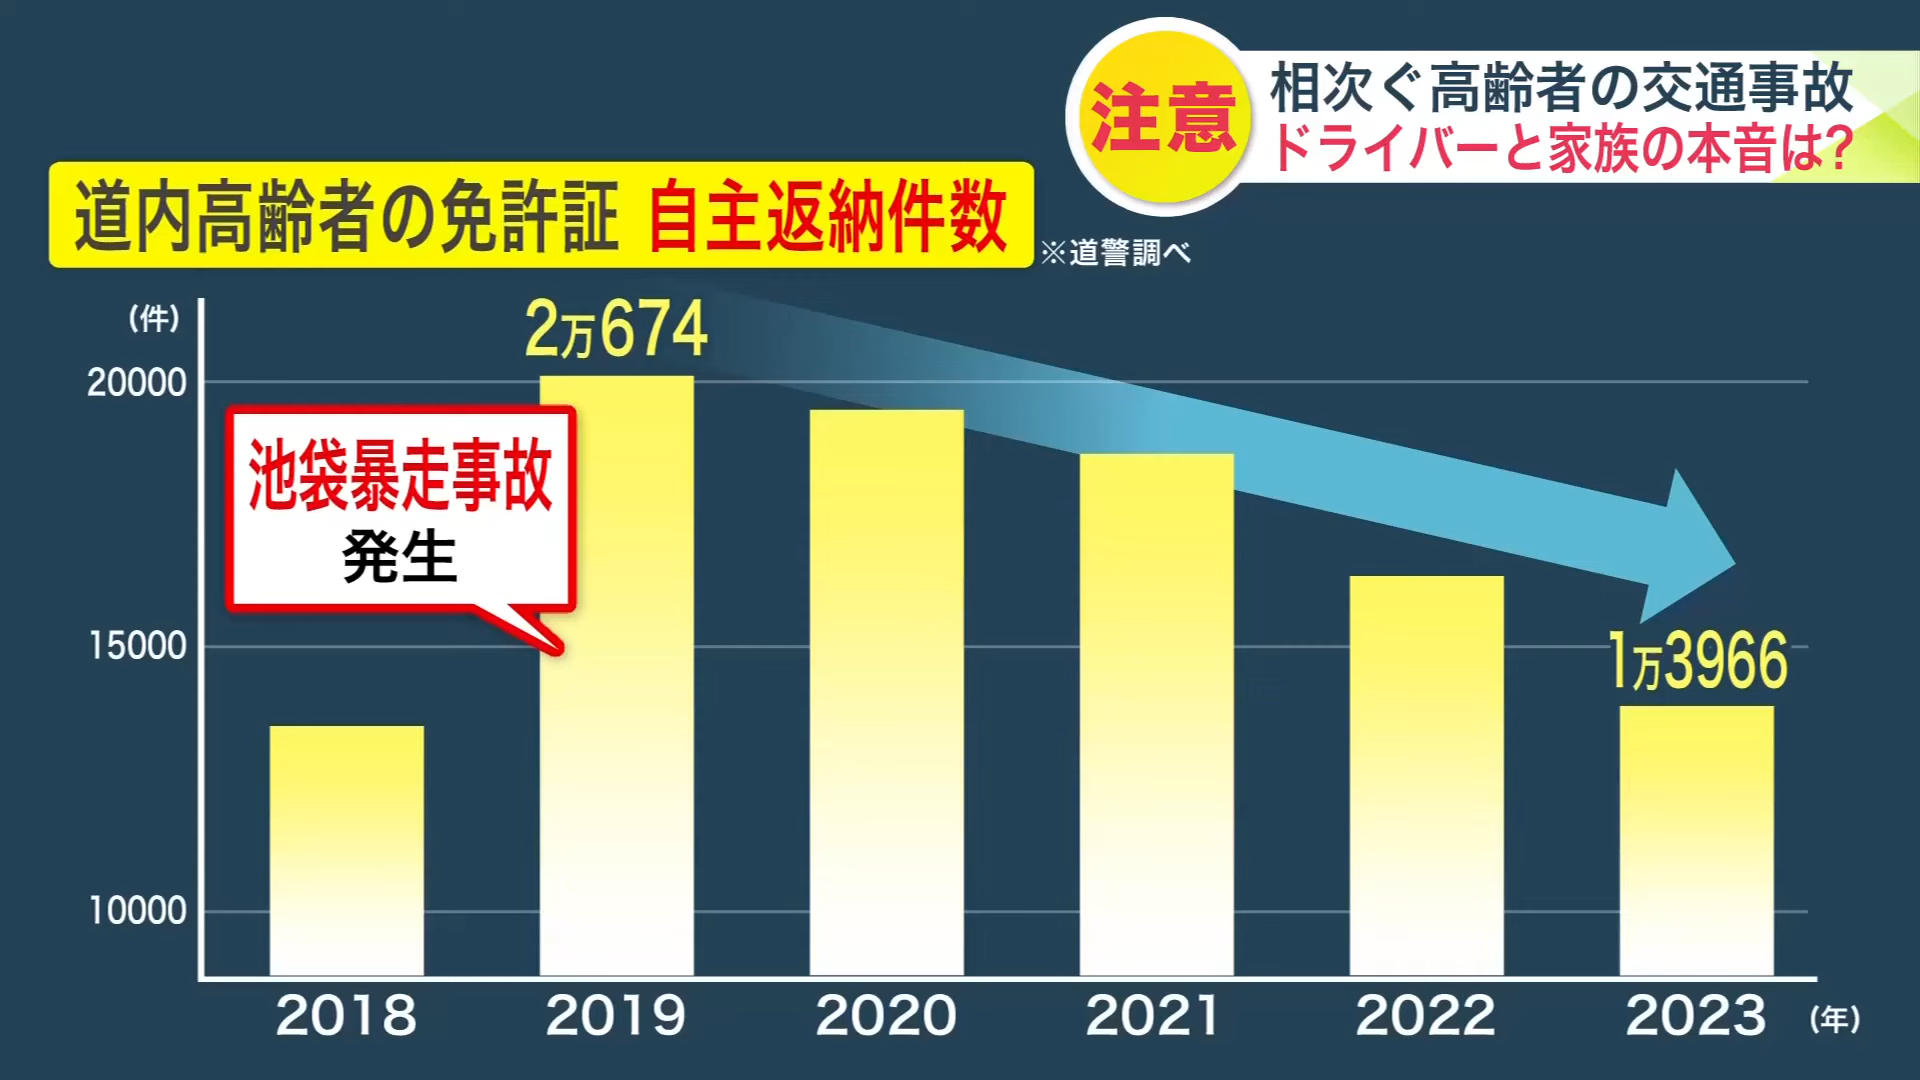 注意
相次ぐ高齢者の交通事故
ドライバーと家族の本音は?
道内高齢者の免許証 自主返納件数
※道警調べ
(件)
2万674
20000
池袋暴走事故
発生
15000
1万3966
10000
2018 2019 2020 2021 2022 2023 (年)